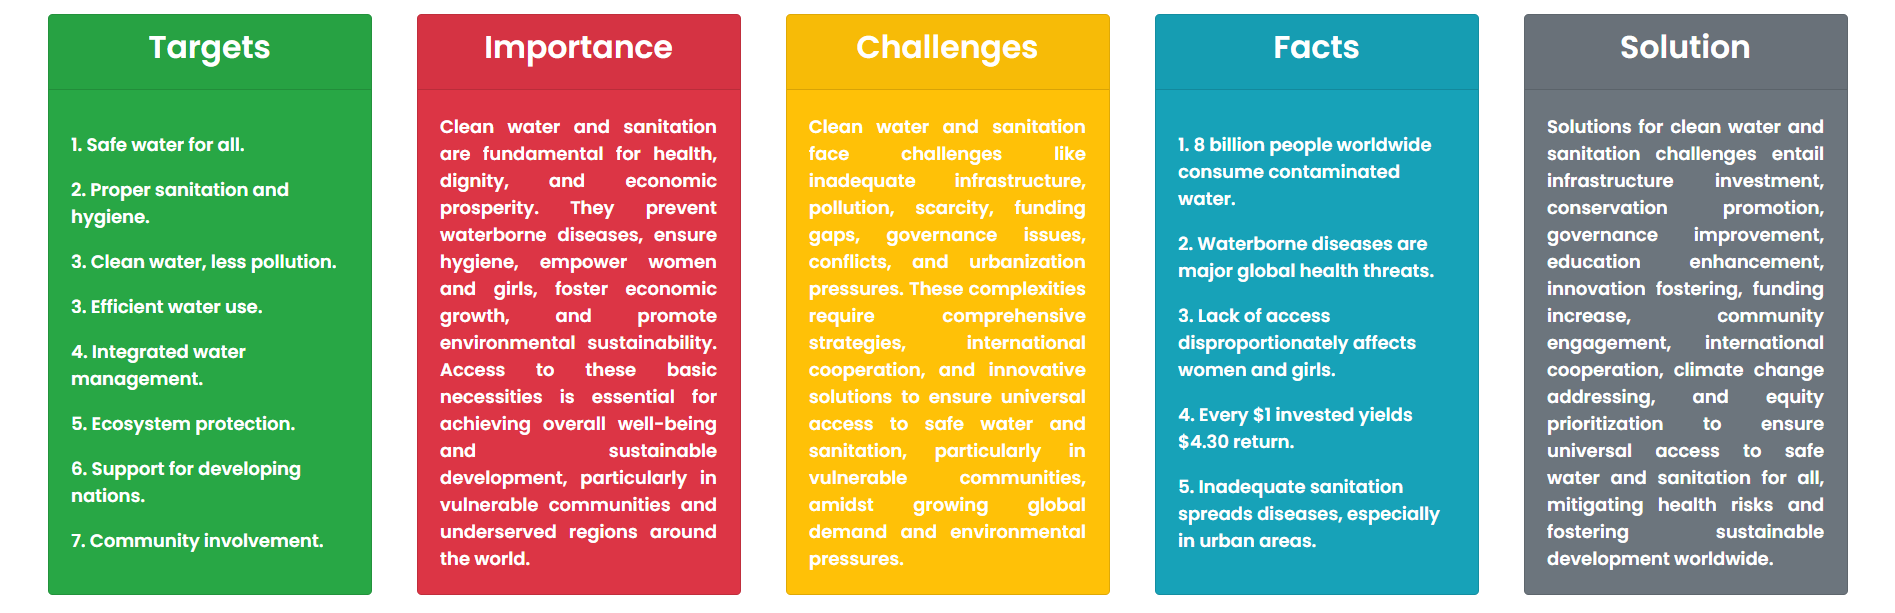 Targets
1. Safe water for all.
2. Proper sanitation and
hygiene.
3. Clean water, less pollution.
3. Efficient water use.
4. Integrated water
management.
5. Ecosystem protection.
6. Support for developing
nations.
7. Community involvement.
Importance
Clean water and sanitation
are fundamental for health,
dignity, and economic
prosperity. They prevent
waterborne diseases, ensure
hygiene, empower women
and girls, foster economic
growth, and promote
environmental sustainability.
Access to these basic
necessities is essential for
achieving overall well-being
and sustainable
development, particularly in
vulnerable communities and
underserved regions around
the world.
Challenges
Clean water and sanitation
face challenges like
inadequate infrastructure,
pollution, scarcity, funding
gaps, governance issues,
conflicts, and urbanization
pressures. These complexities
require comprehensive
strategies, international
cooperation, and innovative
solutions to ensure universal
access to safe water and
sanitation, particularly in
vulnerable communities,
amidst growing global
demand and environmental
pressures.
Facts
1. 8 billion people worldwide
consume contaminated
water.
2. Waterborne diseases are
major global health threats.
3. Lack of access
disproportionately affects
women and girls.
4. Every $1 invested yields
$4.30 return.
5. Inadequate sanitation
spreads diseases, especially
in urban areas.
Solution
Solutions for clean water and
sanitation challenges entail
infrastructure investment,
conservation promotion,
governance improvement,
education enhancement,
innovation fostering, funding
increase, community
engagement, international
cooperation, climate change
addressing, and equity
prioritization to ensure
universal access to safe
water and sanitation for all,
mitigating health risks and
fostering sustainable
development worldwide.